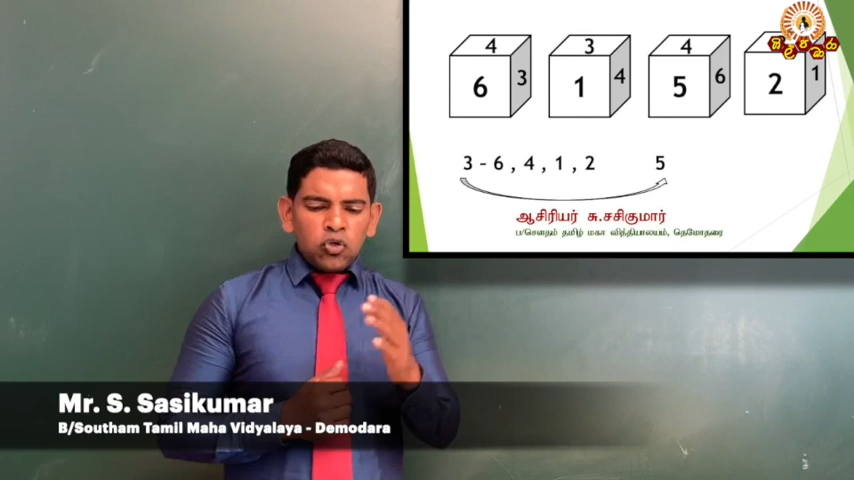 4 3 4
6 3 1 4 5 6 2 1
3 - 6 , 4 , 1 , 2 5
ஆசிரியர் சு.சசிகுமார்
ப/சௌதம் தமிழ் மகா வித்தியாலயம், தெமோதரை
Mr. S. Sasikumar
B/Southam Tamil Maha Vidyalaya - Demodara